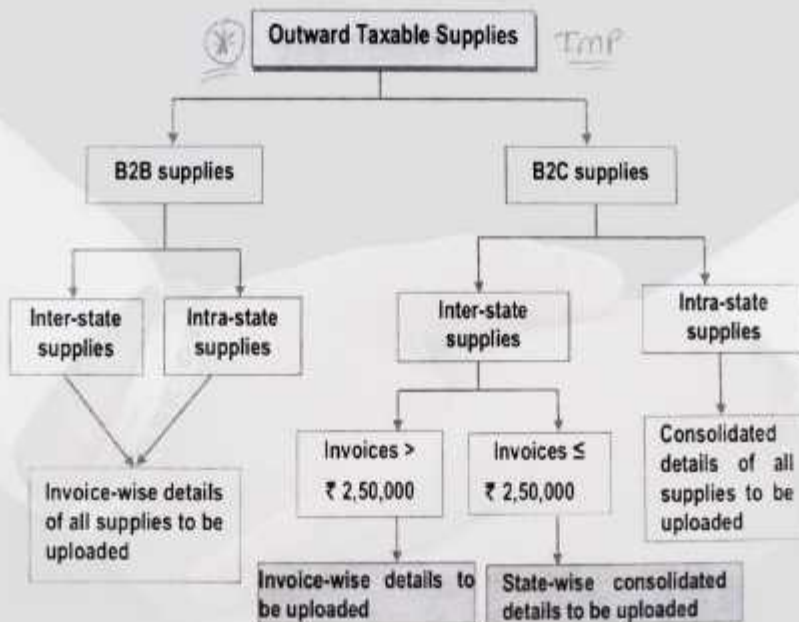 Outward Taxable Supplies
IMP
B2B supplies
B2C supplies
Inter-state
supplies
Intra-state
supplies
Inter-state
supplies
Intra-state
supplies
Invoice-wise details
of all supplies to be
uploaded
Invoices >
₹ 2,50,000
Invoices ≤
₹ 2,50,000
Consolidated
details of all
supplies to be
uploaded
Invoice-wise details to
be uploaded
State-wise consolidated
details to be uploaded